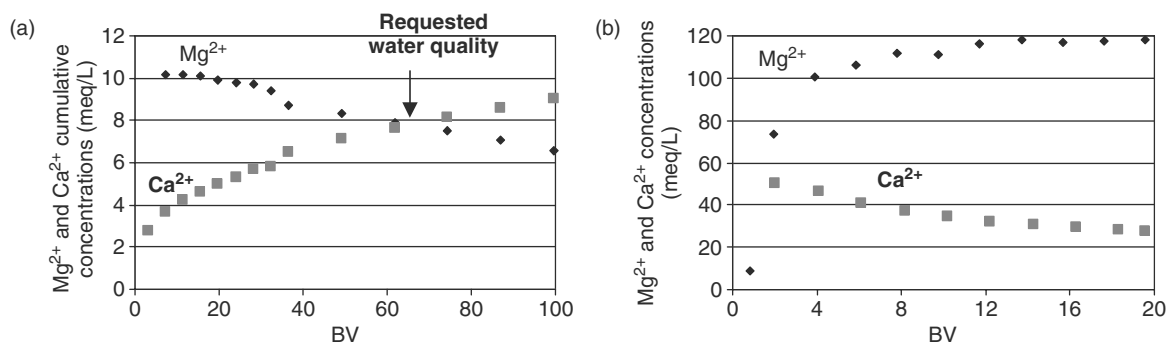 (a)
Mg2+ and Ca2+ cumulative
concentrations (meq/L)
12
10
8
6
4
2
0
Mg2+
Requested
water quality
Ca2+
0 20 40 60 80 100
BV
(b)
Mg2+ and Ca2+ concentrations
(meq/L)
120
100
80
60
40
20
0
Mg2+
Ca2+
0 4 8 12 16 20
BV